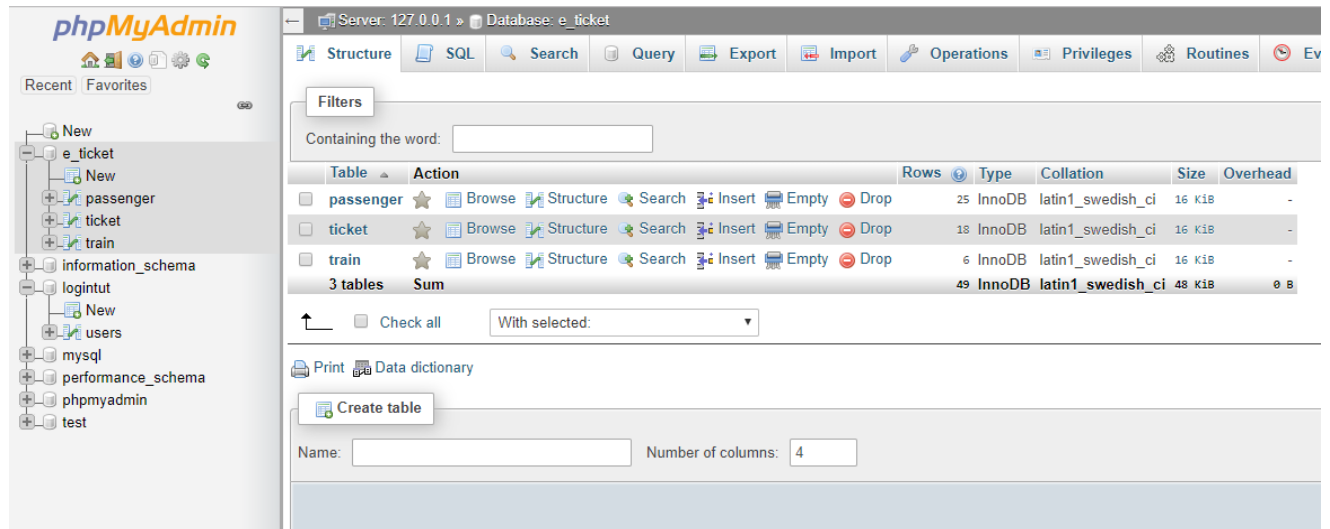 phpMyAdmin
Recent Favorites
New
e_ticket
New
passenger
ticket
train
information_schema
logintut
New
users
mysql
performance_schema
phpmyadmin
test
Server: 127.0.0.1 » Database: e_ticket
Structure SQL Search Query Export Import Operations Privileges Routines Ev
Filters
Containing the word:
Table Action Rows Type Collation Size Overhead
passenger Browse Structure Search Insert Empty Drop 25 InnoDB latin1_swedish_ci 16 KiB -
ticket Browse Structure Search Insert Empty Drop 18 InnoDB latin1_swedish_ci 16 KiB -
train Browse Structure Search Insert Empty Drop 6 InnoDB latin1_swedish_ci 16 KiB -
3 tables Sum 49 InnoDB latin1_swedish_ci 48 KiB 0 B
Check all With selected:
Print Data dictionary
Create table
Name: Number of columns: 4